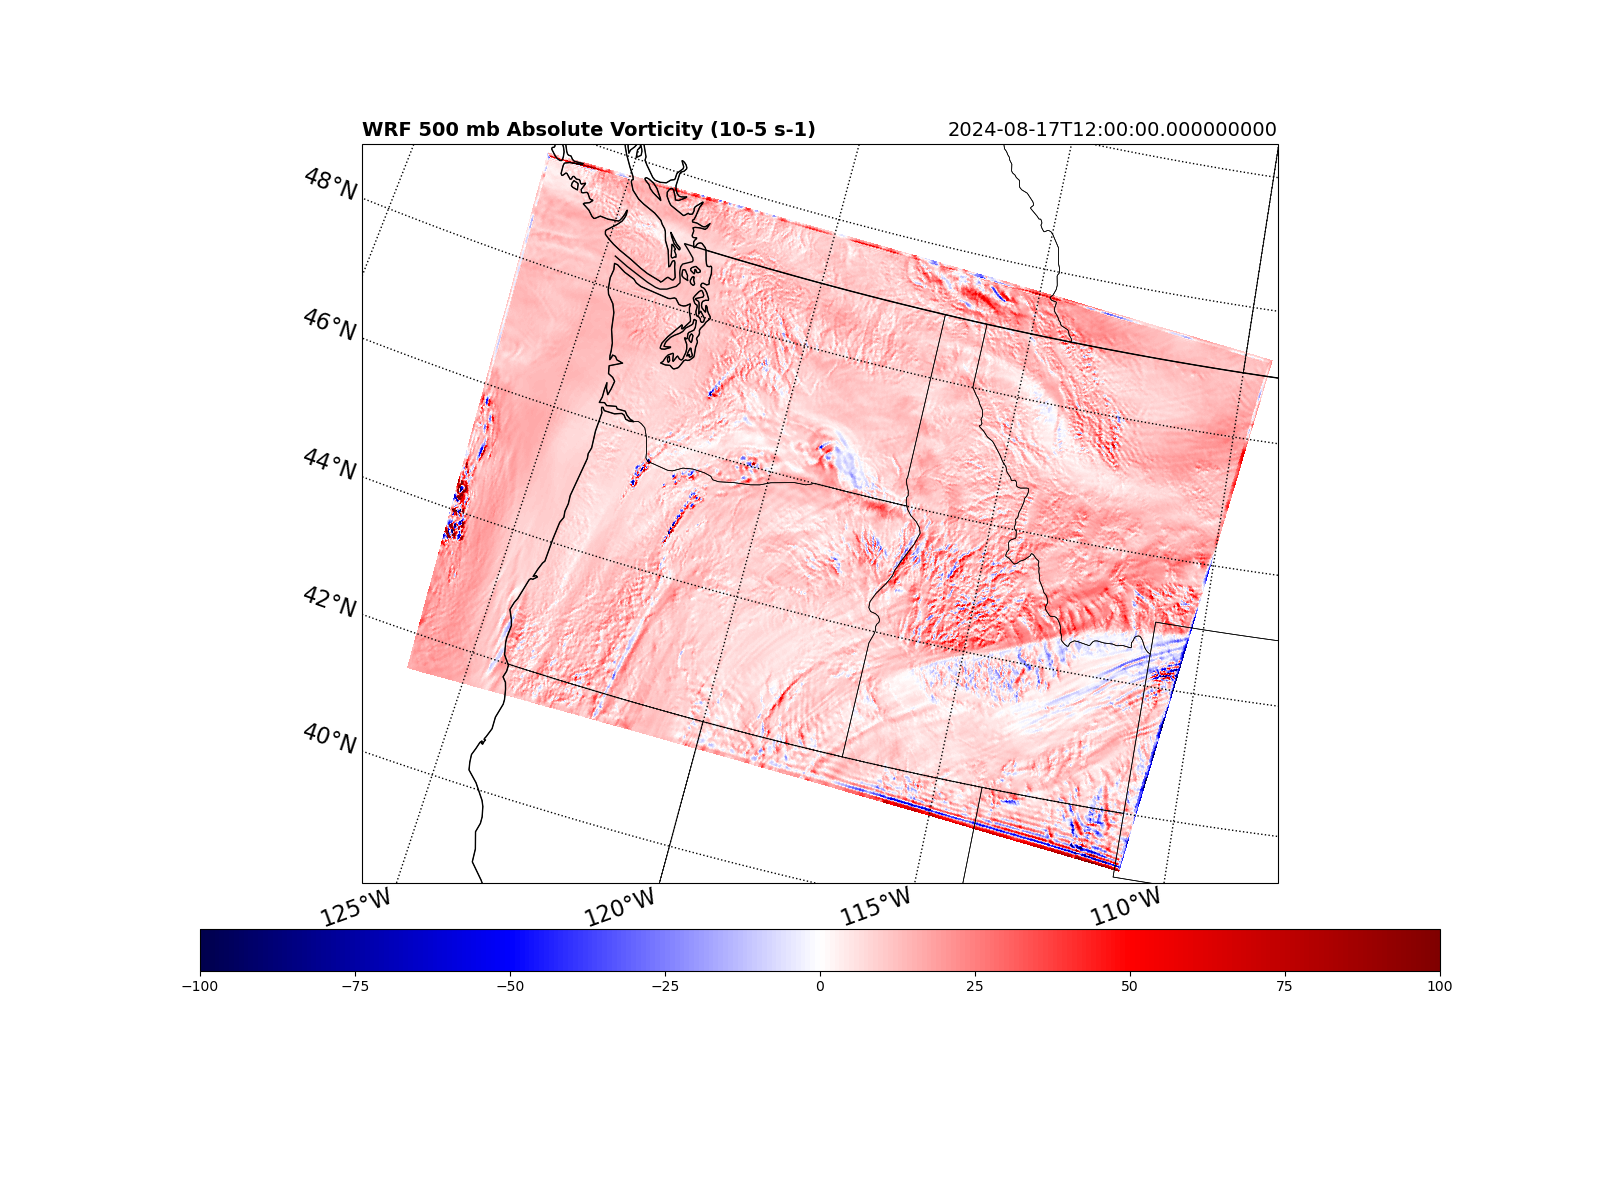 WRF 500 mb Absolute Vorticity (10-5 s-1) 2024-08-17T12:00:00.000000000
48°N
46°N
44°N
42°N
40°N
125°W 120°W 115°W 110°W
−100 −75 −50 −25 0 25 50 75 100